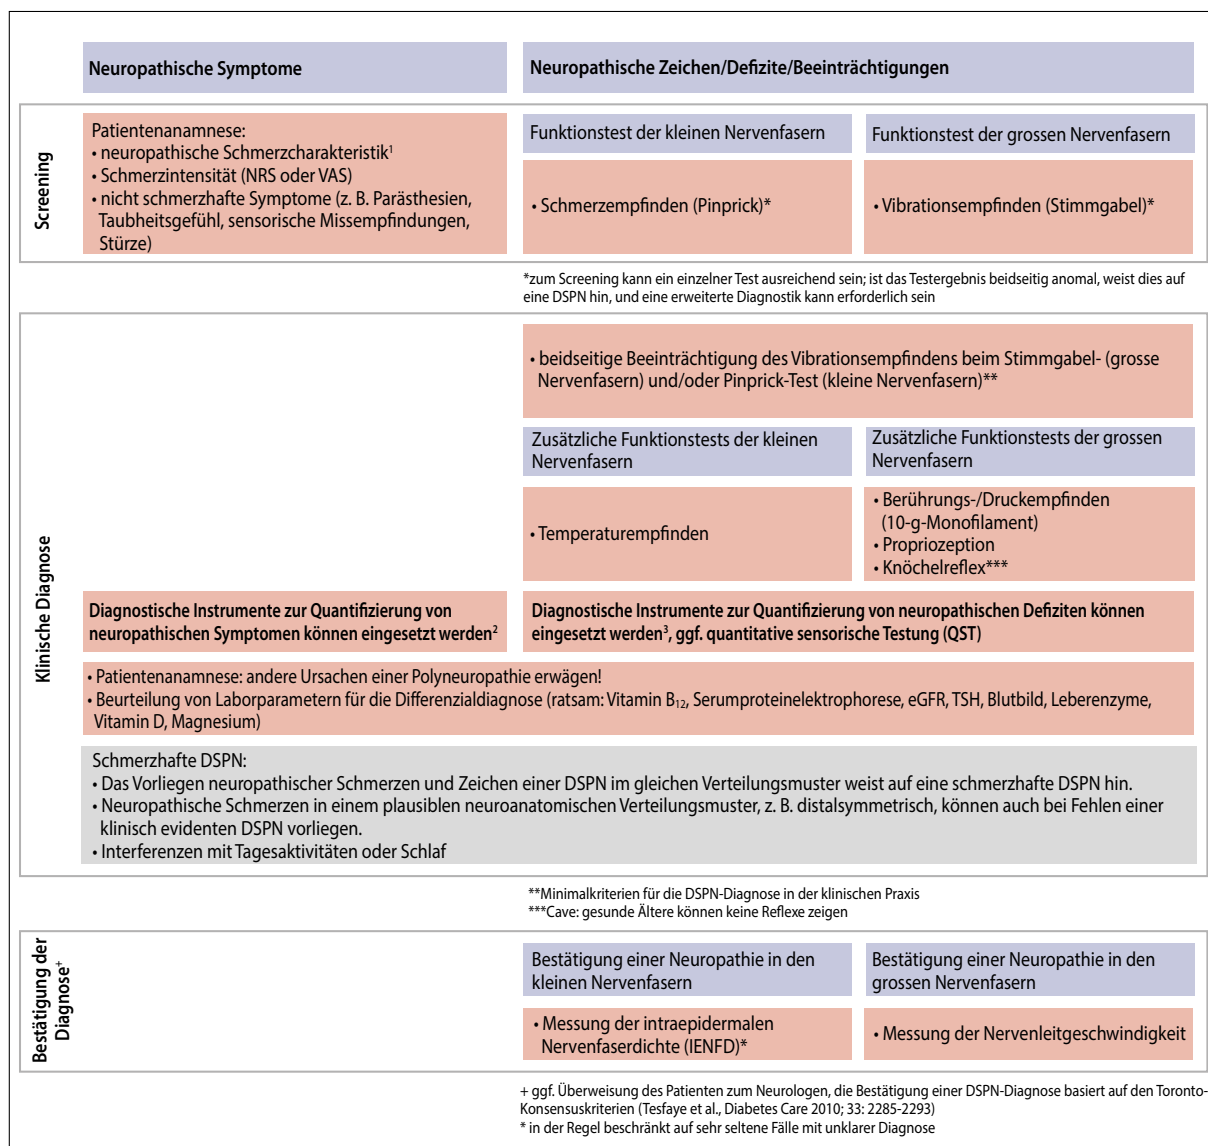 Neuropathische Symptome
Neuropathische Zeichen/Defizite/Beeinträchtigungen
Screening
Patientenanamnese:
• neuropathische Schmerzcharakteristik¹
• Schmerzintensität (NRS oder VAS)
• nicht schmerzhafte Symptome (z. B. Parästhesien,
Taubheitsgefühl, sensorische Missempfindungen,
Stürze)
Funktionstest der kleinen Nervenfasern
Funktionstest der grossen Nervenfasern
• Schmerzempfinden (Pinprick)*
• Vibrationsempfinden (Stimmgabel)*
*zum Screening kann ein einzelner Test ausreichend sein; ist das Testergebnis beidseitig anomal, weist dies auf
eine DSPN hin, und eine erweiterte Diagnostik kann erforderlich sein
Klinische Diagnose
• beidseitige Beeinträchtigung des Vibrationsempfindens beim Stimmgabel- (grosse
Nervenfasern) und/oder Pinprick-Test (kleine Nervenfasern)**
Zusätzliche Funktionstests der kleinen
Nervenfasern
Zusätzliche Funktionstests der grossen
Nervenfasern
• Temperaturempfinden
• Berührungs-/Druckempfinden
(10-g-Monofilament)
• Propriozeption
• Knöchelreflex***
Diagnostische Instrumente zur Quantifizierung von
neuropathischen Symptomen können eingesetzt werden²
Diagnostische Instrumente zur Quantifizierung von neuropathischen Defiziten können
eingesetzt werden³, ggf. quantitative sensorische Testung (QST)
• Patientenanamnese: andere Ursachen einer Polyneuropathie erwägen!
• Beurteilung von Laborparametern für die Differenzialdiagnose (ratsam: Vitamin B₁₂, Serumproteinelektrophorese, eGFR, TSH, Blutbild, Leberenzyme,
Vitamin D, Magnesium)
Schmerzhafte DSPN:
• Das Vorliegen neuropathischer Schmerzen und Zeichen einer DSPN im gleichen Verteilungsmuster weist auf eine schmerzhafte DSPN hin.
• Neuropathische Schmerzen in einem plausiblen neuroanatomischen Verteilungsmuster, z. B. distalsymmetrisch, können auch bei Fehlen einer
klinisch evidenten DSPN vorliegen.
• Interferenzen mit Tagesaktivitäten oder Schlaf
**Minimalkriterien für die DSPN-Diagnose in der klinischen Praxis
***Cave: gesunde Ältere können keine Reflexe zeigen
Bestätigung der
Diagnose⁺
Bestätigung einer Neuropathie in den
kleinen Nervenfasern
Bestätigung einer Neuropathie in den
grossen Nervenfasern
• Messung der intraepidermalen
Nervenfaserdichte (IENFD)*
• Messung der Nervenleitgeschwindigkeit
+ ggf. Überweisung des Patienten zum Neurologen, die Bestätigung einer DSPN-Diagnose basiert auf den Toronto-
Konsensuskriterien (Tesfaye et al., Diabetes Care 2010; 33: 2285-2293)
* in der Regel beschränkt auf sehr seltene Fälle mit unklarer Diagnose